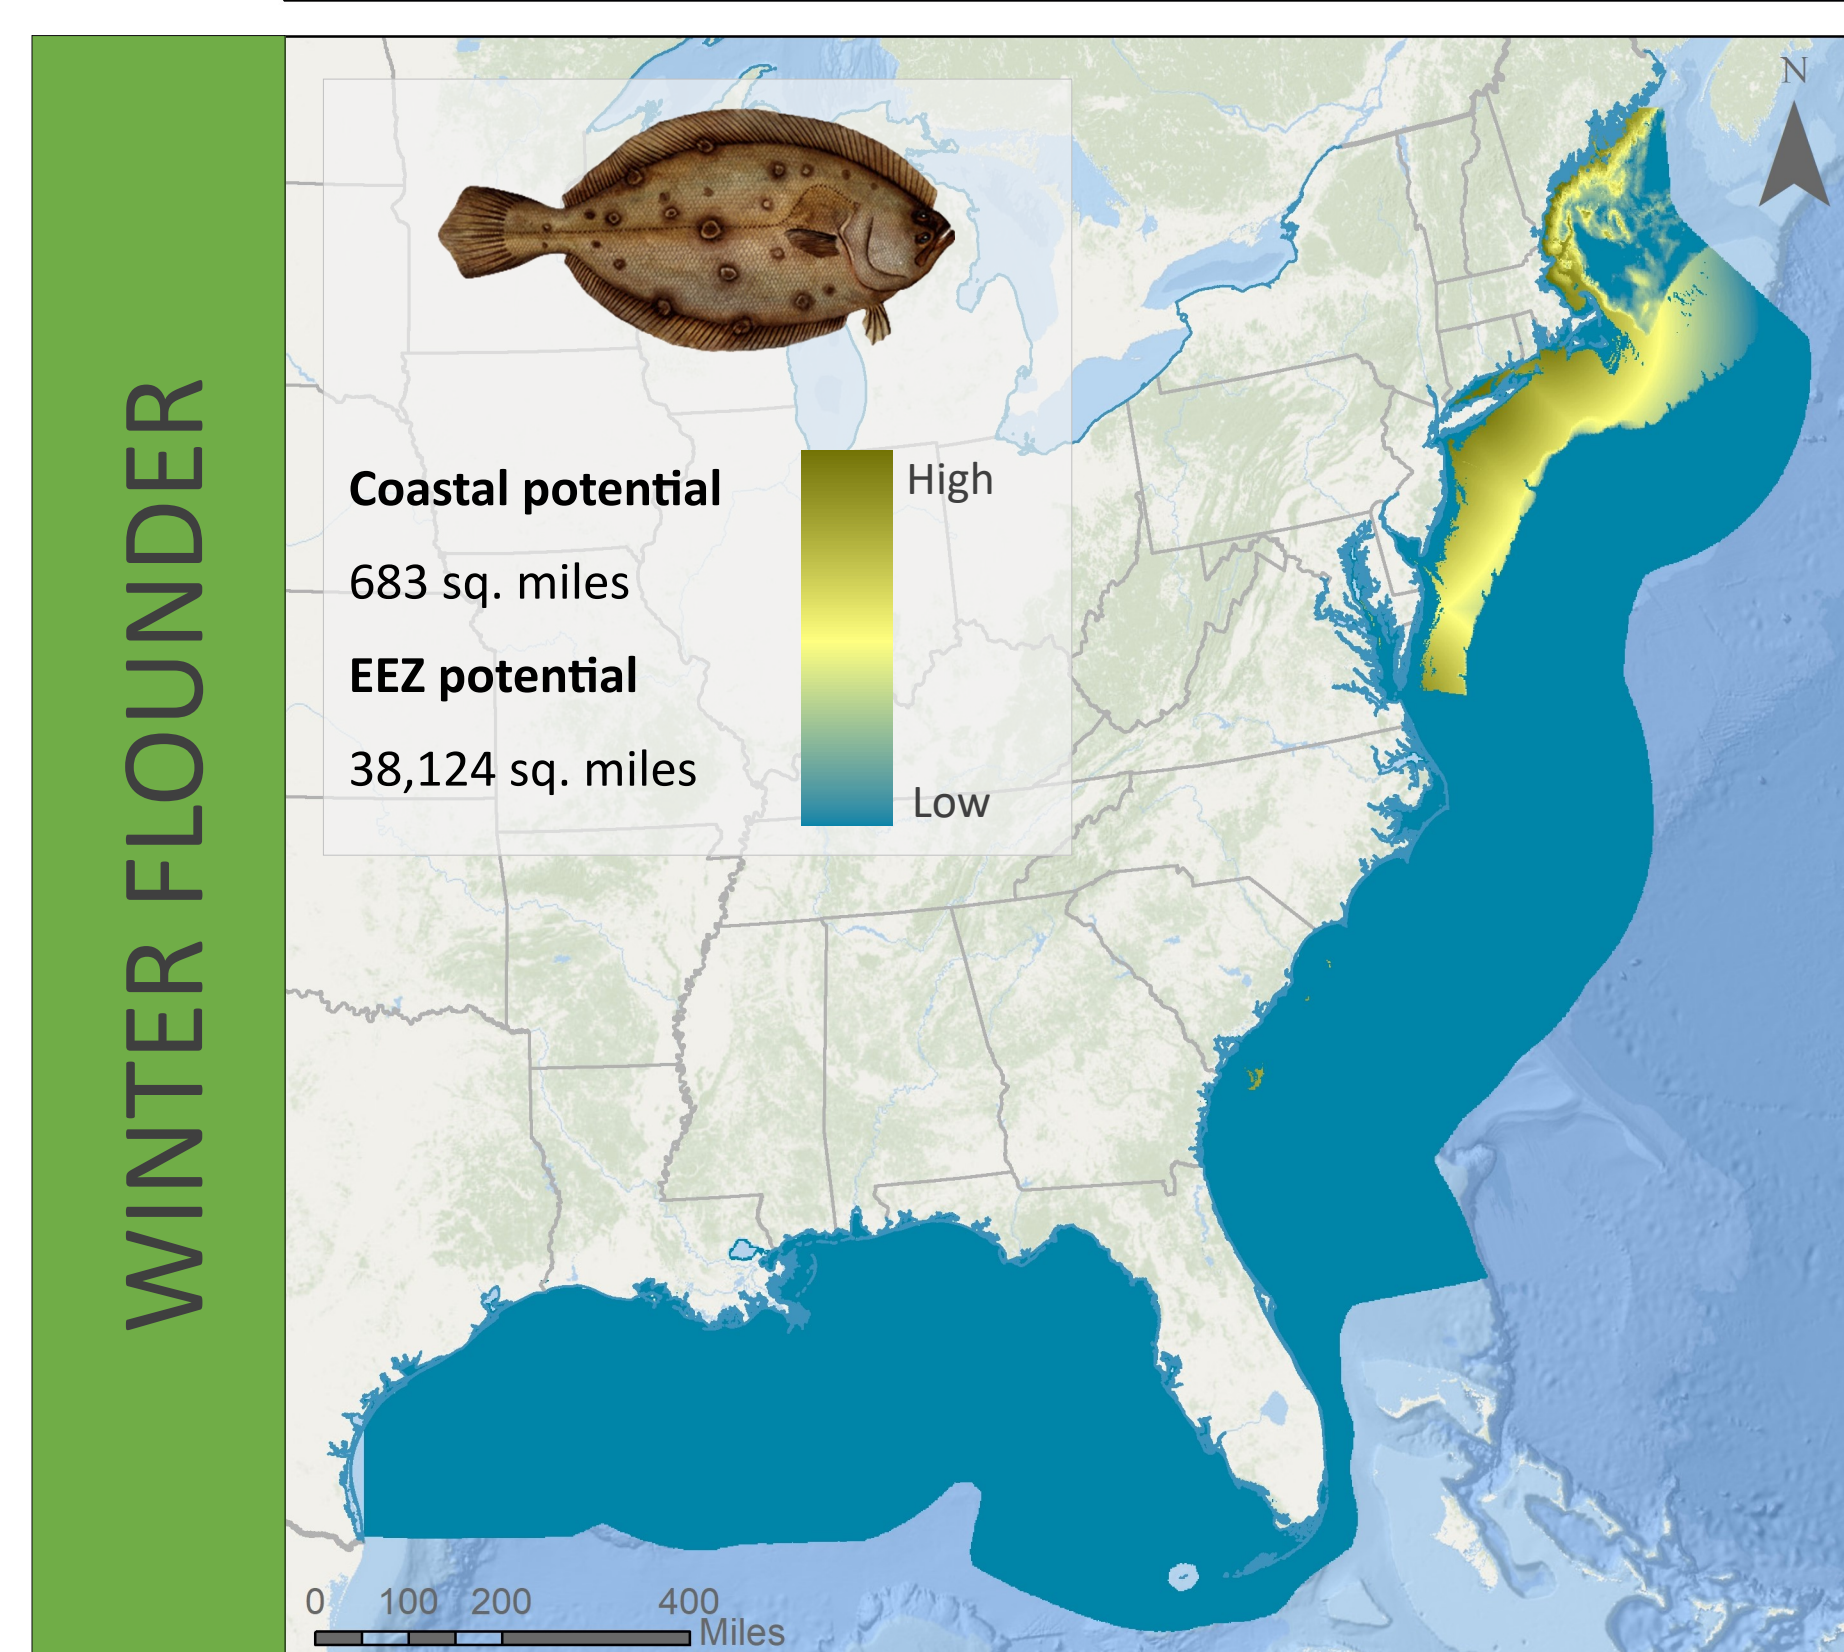 WINTER FLOUNDER
N
Coastal potential
683 sq. miles
EEZ potential
38,124 sq. miles
High
Low
0 100 200 400
Miles